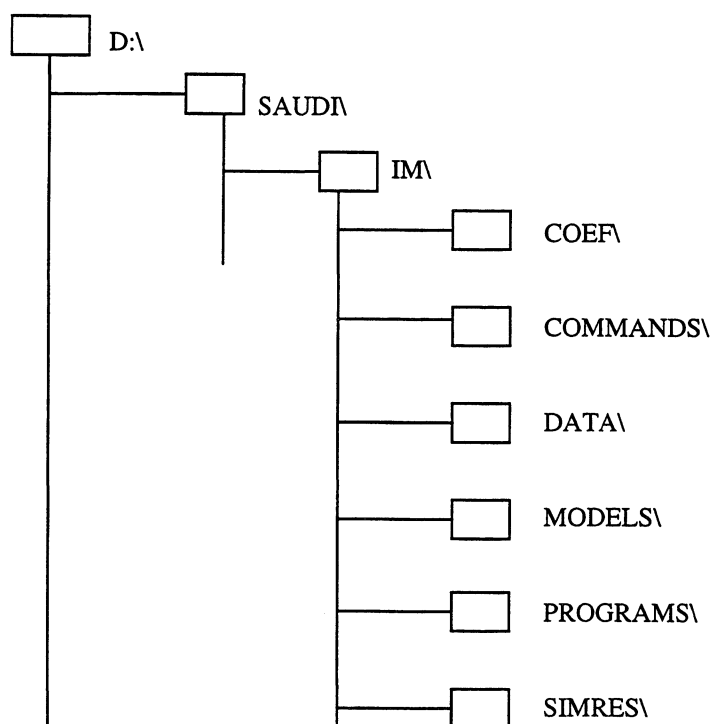 D:\
SAUDI\
IM\
COEF\
COMMANDS\
DATA\
MODELS\
PROGRAMS\
SIMRES\